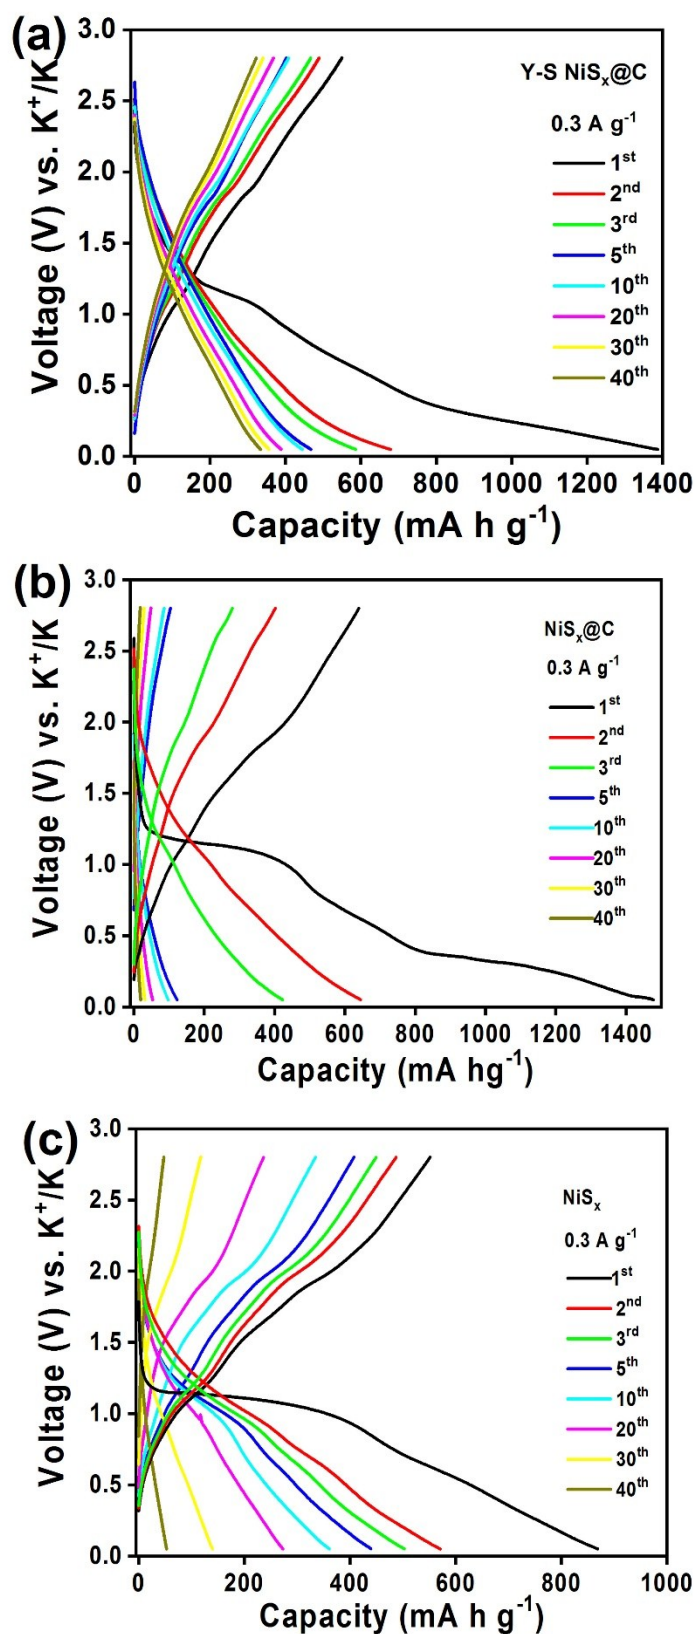 (a)
Voltage (V) vs. K⁺/K
3.0
2.5
2.0
1.5
1.0
0.5
0.0
Y-S NiSₓ@C
0.3 A g⁻¹
1ˢᵗ
2ⁿᵈ
3ʳᵈ
5ᵗʰ
10ᵗʰ
20ᵗʰ
30ᵗʰ
40ᵗʰ
0 200 400 600 800 1000 1200 1400
Capacity (mA h g⁻¹)
(b)
Voltage (V) vs. K⁺/K
3.0
2.5
2.0
1.5
1.0
0.5
0.0
NiSₓ@C
0.3 A g⁻¹
1ˢᵗ
2ⁿᵈ
3ʳᵈ
5ᵗʰ
10ᵗʰ
20ᵗʰ
30ᵗʰ
40ᵗʰ
0 200 400 600 800 1000 1200 1400
Capacity (mA hg⁻¹)
(c)
Voltage (V) vs. K⁺/K
3.0
2.5
2.0
1.5
1.0
0.5
0.0
NiSₓ
0.3 A g⁻¹
1ˢᵗ
2ⁿᵈ
3ʳᵈ
5ᵗʰ
10ᵗʰ
20ᵗʰ
30ᵗʰ
40ᵗʰ
0 200 400 600 800 1000
Capacity (mA h g⁻¹)